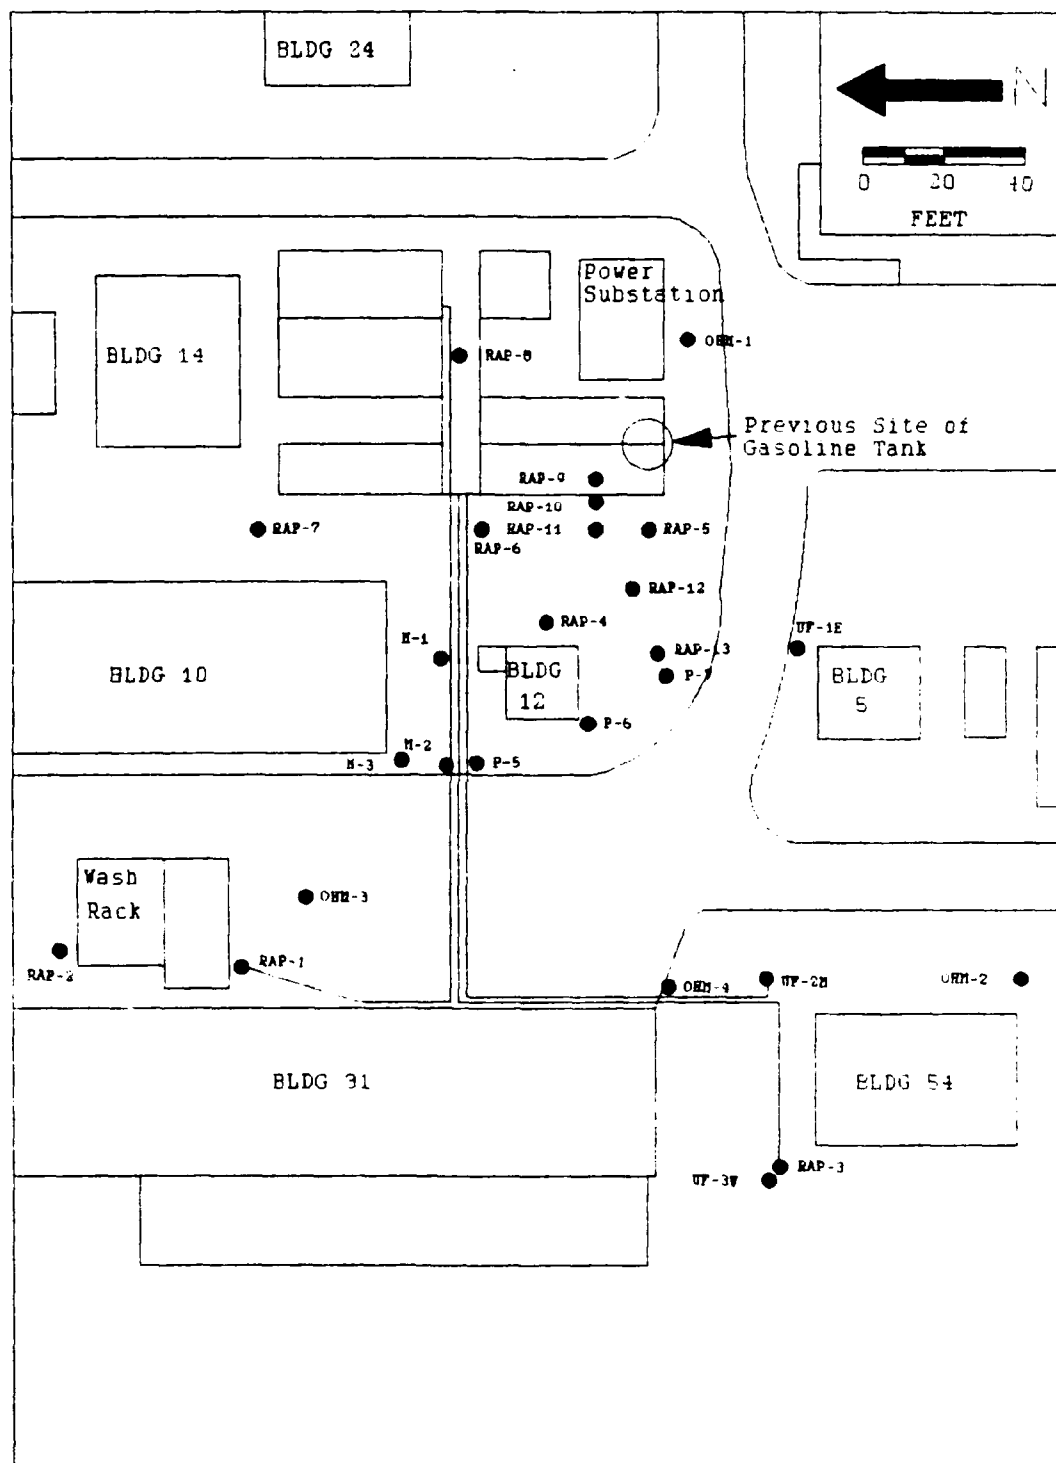 BLDG 24
N
0 20 40
FEET
Power
Substation
OHM-1
BLDG 14
RAP-8
Previous Site of
Gasoline Tank
RAP-9
RAP-10
RAP-7
RAP-11
RAP-5
RAP-6
RAP-12
RAP-4
UF-1E
M-1
RAP-13
BLDG 10
BLDG
12
P-7
BLDG
5
P-6
M-2
M-3
P-5
Wash
Rack
OHM-3
RAP-2
RAP-1
OHM-4
UF-2M
OHM-2
BLDG 31
BLDG 54
RAP-3
UF-3W